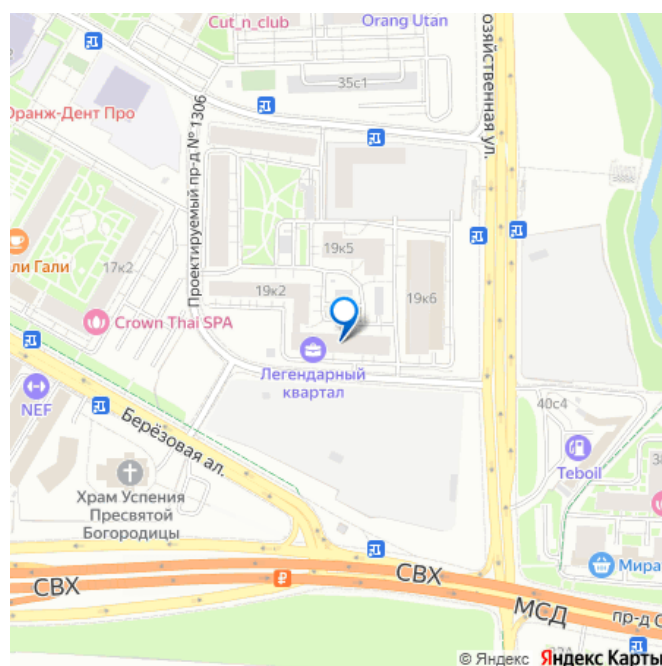 Cut_n_club
Orang Utan
озяйственная ул.
35с1
Оранж-Дент Про
Проектируемый пр-д № 1306
19к5
17к2
ли Гали
19к2
19к6
Crown Thai SPA
Легендарный
квартал
NEF
40с4
Берёзовая ал.
Teboil
Храм Успения
Пресвятой
Богородицы
Мира
СВХ
СВХ
МСД
пр-д С
© Яндекс Яндекс Карты